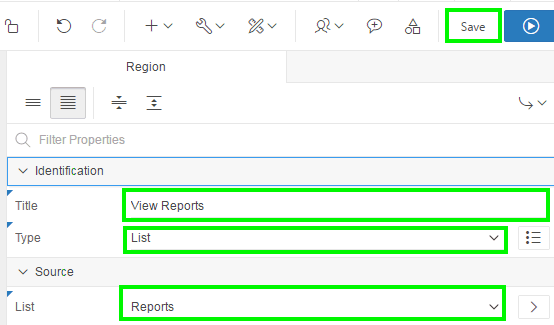 Save
Region
Filter Properties
Identification
Title View Reports
Type List
Source
List Reports